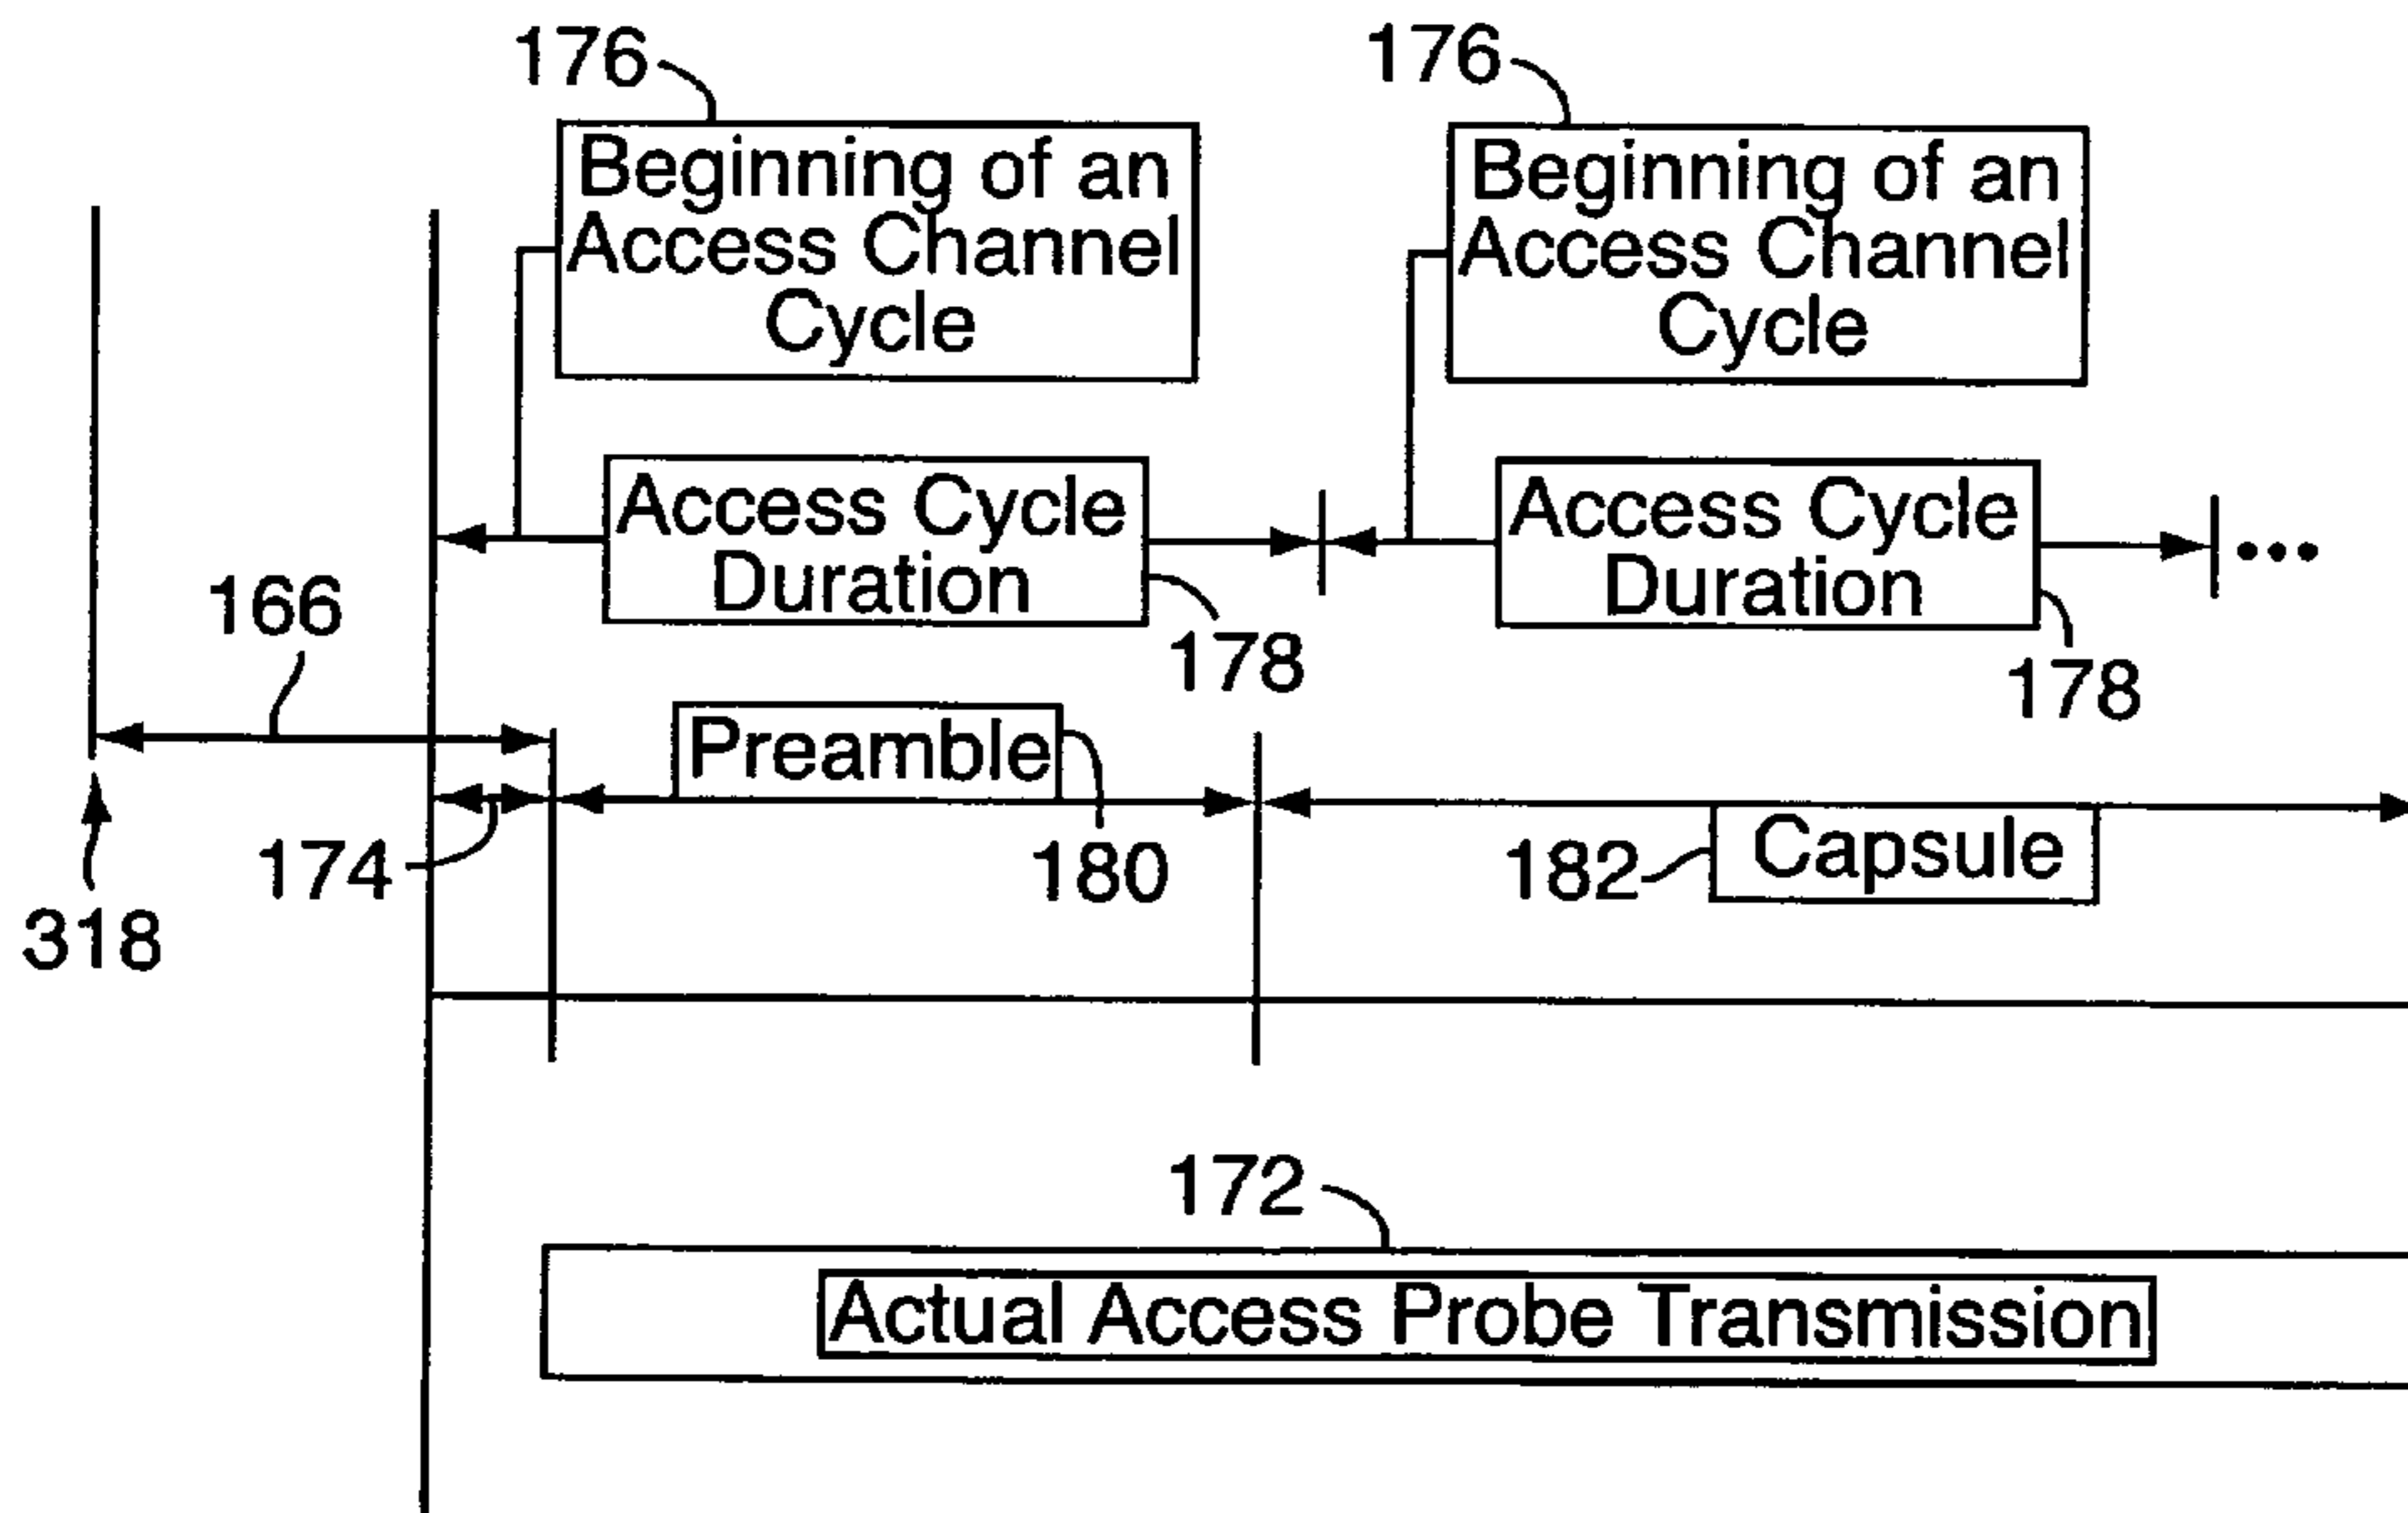 176
176
Beginning of an
Access Channel
Cycle
Beginning of an
Access Channel
Cycle
Access Cycle
Duration
Access Cycle
Duration
•••
166
178
178
Preamble
174
180
182
Capsule
318
172
Actual Access Probe Transmission